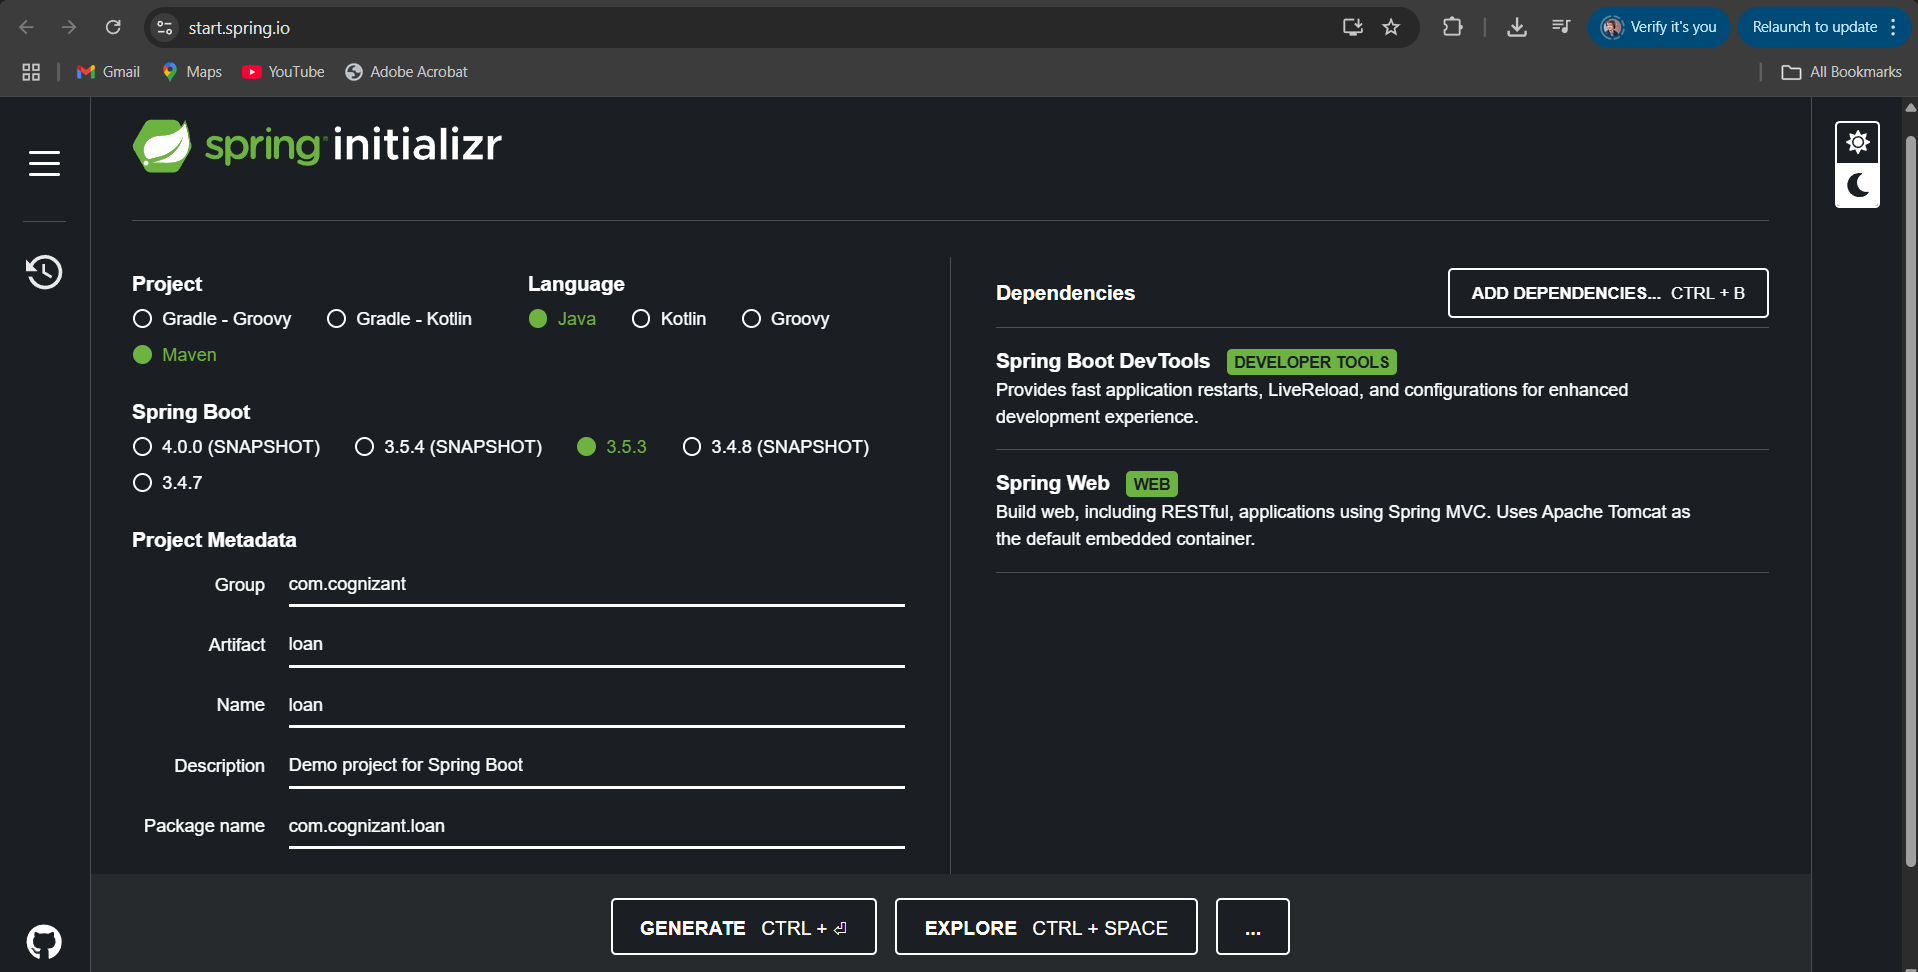 start.spring.io
Verify it's you
Relaunch to update
Gmail
Maps
YouTube
Adobe Acrobat
All Bookmarks
spring initializr
Project
Gradle - Groovy
Gradle - Kotlin
Maven
Language
Java
Kotlin
Groovy
Spring Boot
4.0.0 (SNAPSHOT)
3.5.4 (SNAPSHOT)
3.5.3
3.4.8 (SNAPSHOT)
3.4.7
Project Metadata
Group com.cognizant
Artifact loan
Name loan
Description Demo project for Spring Boot
Package name com.cognizant.loan
Dependencies
ADD DEPENDENCIES... CTRL + B
Spring Boot DevTools DEVELOPER TOOLS
Provides fast application restarts, LiveReload, and configurations for enhanced
development experience.
Spring Web WEB
Build web, including RESTful, applications using Spring MVC. Uses Apache Tomcat as
the default embedded container.
GENERATE CTRL + ⏎
EXPLORE CTRL + SPACE
...